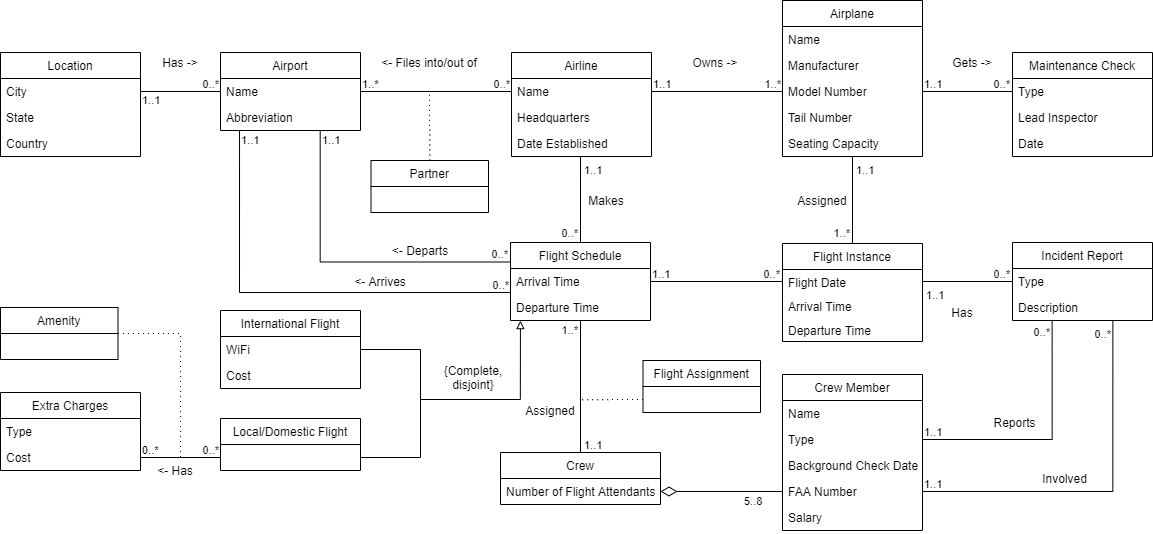 Airplane
Name
Manufacturer
Model Number
Tail Number
Seating Capacity
Location
City
State
Country
Has ->
1..1
0..*
Airport
Name
Abbreviation
<- Files into/out of
1..*
0..*
Airline
Name
Headquarters
Date Established
Owns ->
1..1
1..*
Gets ->
1..1
0..*
Maintenance Check
Type
Lead Inspector
Date
Partner
1..1
1..1
1..1
Makes
0..*
1..1
Assigned
1..*
<- Departs
0..*
<- Arrives
0..*
Flight Schedule
Arrival Time
Departure Time
1..1
0..*
Flight Instance
Flight Date
Arrival Time
Departure Time
1..1
0..*
Has
Incident Report
Type
Description
0..*
0..*
Amenity
International Flight
WiFi
Cost
{Complete,
disjoint}
1..*
Flight Assignment
Assigned
1..1
Extra Charges
Type
Cost
0..*
0..*
<- Has
Local/Domestic Flight
Crew
Number of Flight Attendants
5..8
Crew Member
Name
Type
Background Check Date
FAA Number
Salary
Reports
1..1
Involved
1..1